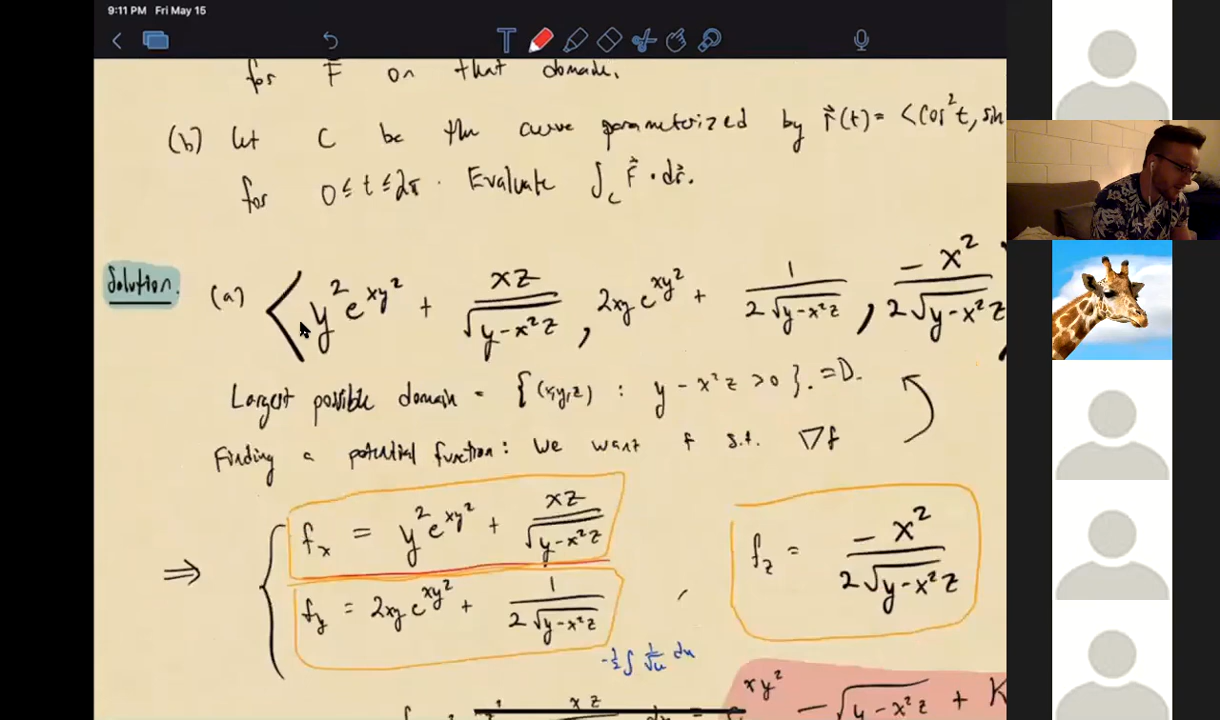 9:11 PM Fri May 15
for F⃗ on that domain.
(b) Let C be the curve parameterized by r⃗(t) = <cos²t, sin
for 0 ≤ t ≤ 2π. Evaluate ∫_C F⃗ · dr⃗.
Solution. (a) < y²e^{xy²} + xz/√(y-x²z), 2xye^{xy²} + 1/(2√(y-x²z)), -x²/(2√(y-x²z))
Largest possible domain = {(x,y,z) : y - x²z > 0}. = D.
Finding a potential function: We want f s.t. ∇f
⇒ { f_x = y²e^{xy²} + xz/√(y-x²z)
f_y = 2xye^{xy²} + 1/(2√(y-x²z)) , f_z = -x²/(2√(y-x²z))
-½∫ 1/√u du
xz
xy² - √(y-x²z) + K